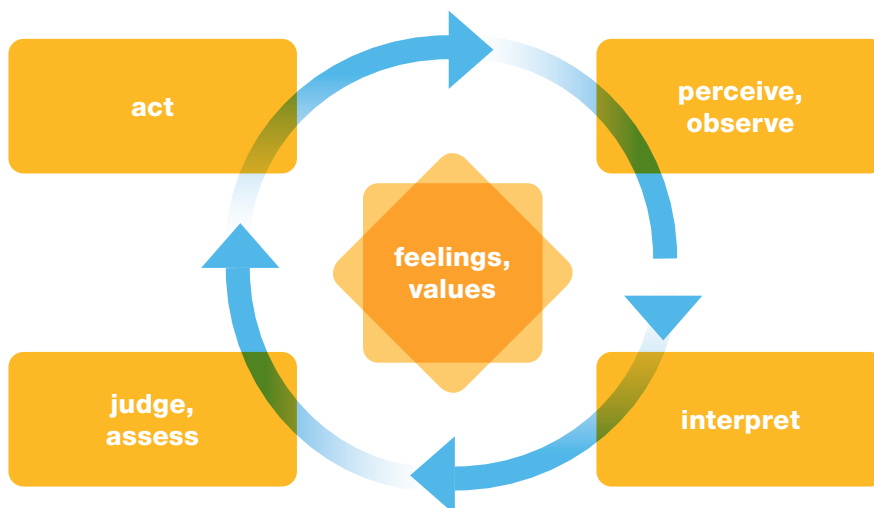 act
perceive,
observe
feelings,
values
judge,
assess
interpret